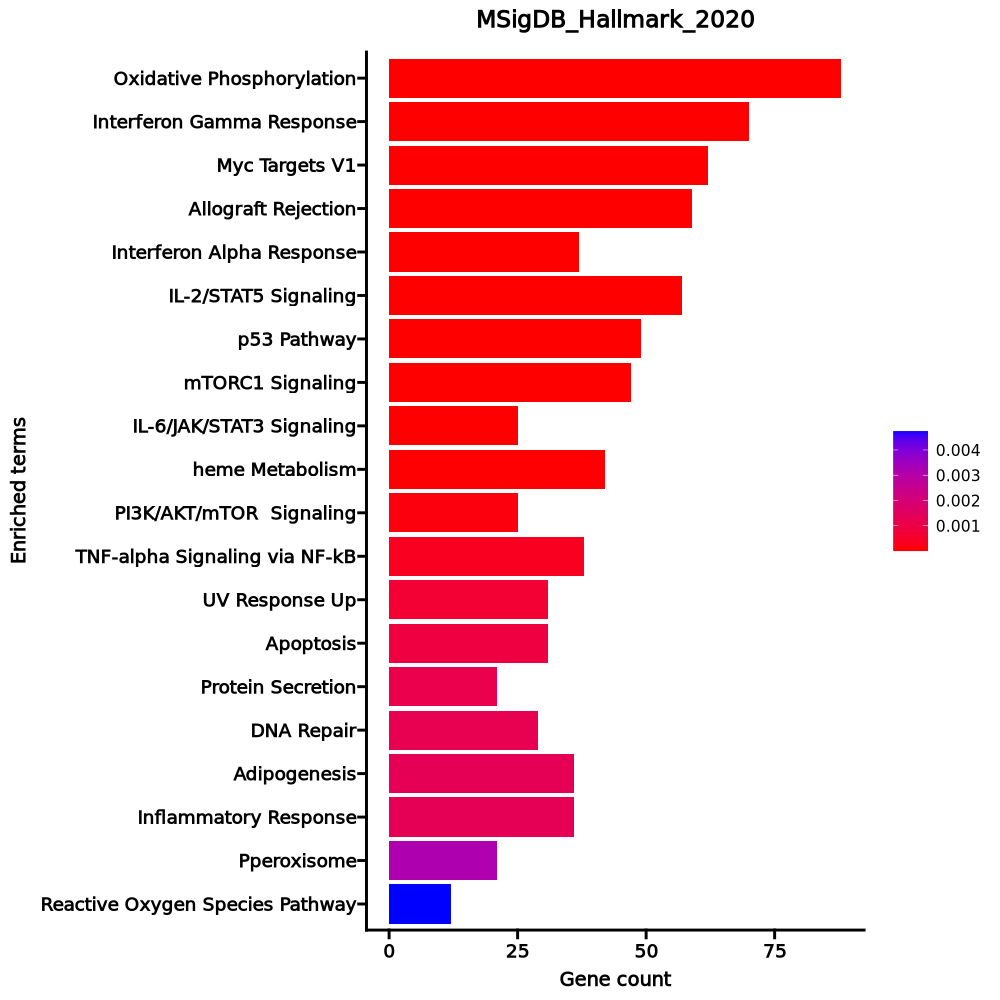 MSigDB_Hallmark_2020
Oxidative Phosphorylation
Interferon Gamma Response
Myc Targets V1
Allograft Rejection
Interferon Alpha Response
IL-2/STAT5 Signaling
p53 Pathway
mTORC1 Signaling
IL-6/JAK/STAT3 Signaling
heme Metabolism
PI3K/AKT/mTOR  Signaling
TNF-alpha Signaling via NF-kB
UV Response Up
Apoptosis
Protein Secretion
DNA Repair
Adipogenesis
Inflammatory Response
Pperoxisome
Reactive Oxygen Species Pathway
Enriched terms
0 25 50 75
Gene count
0.004
0.003
0.002
0.001